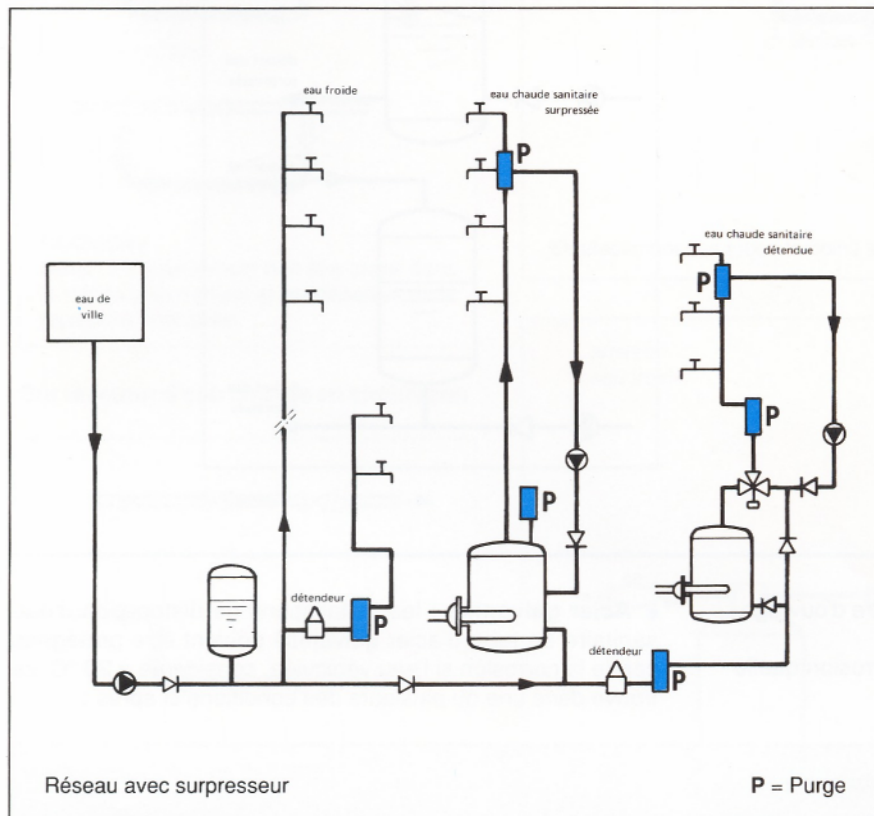 eau froide
eau chaude sanitaire
surpressée
P
eau chaude sanitaire
détendue
P
eau de
ville
P
P
détendeur
P
détendeur
P
Réseau avec surpresseur
P = Purge